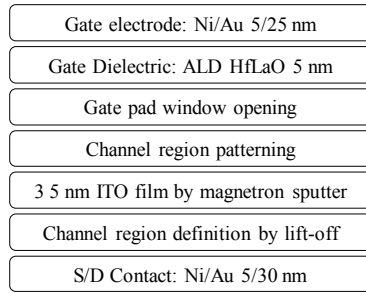 Gate electrode: Ni/Au 5/25 nm
Gate Dielectric: ALD HfLaO 5 nm
Gate pad window opening
Channel region patterning
3 5 nm ITO film by magnetron sputter
Channel region definition by lift-off
S/D Contact: Ni/Au 5/30 nm